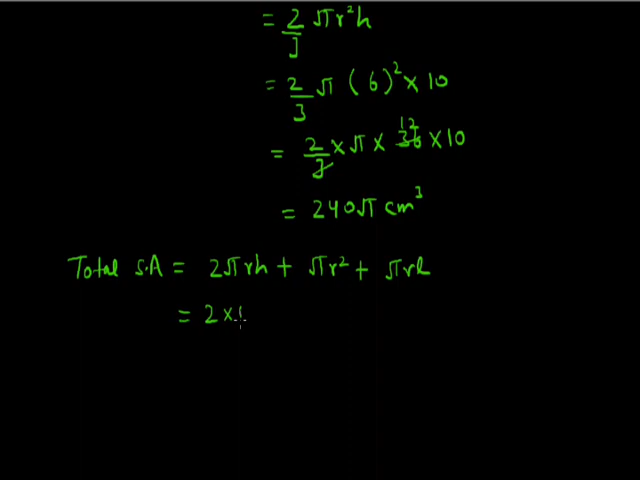 = 2/3 πr²h
= 2/3 π (6)² × 10
= 2/3 × π × 36 12 × 10
= 240π cm³
Total S.A = 2πrh + πr² + πrl
= 2 ×